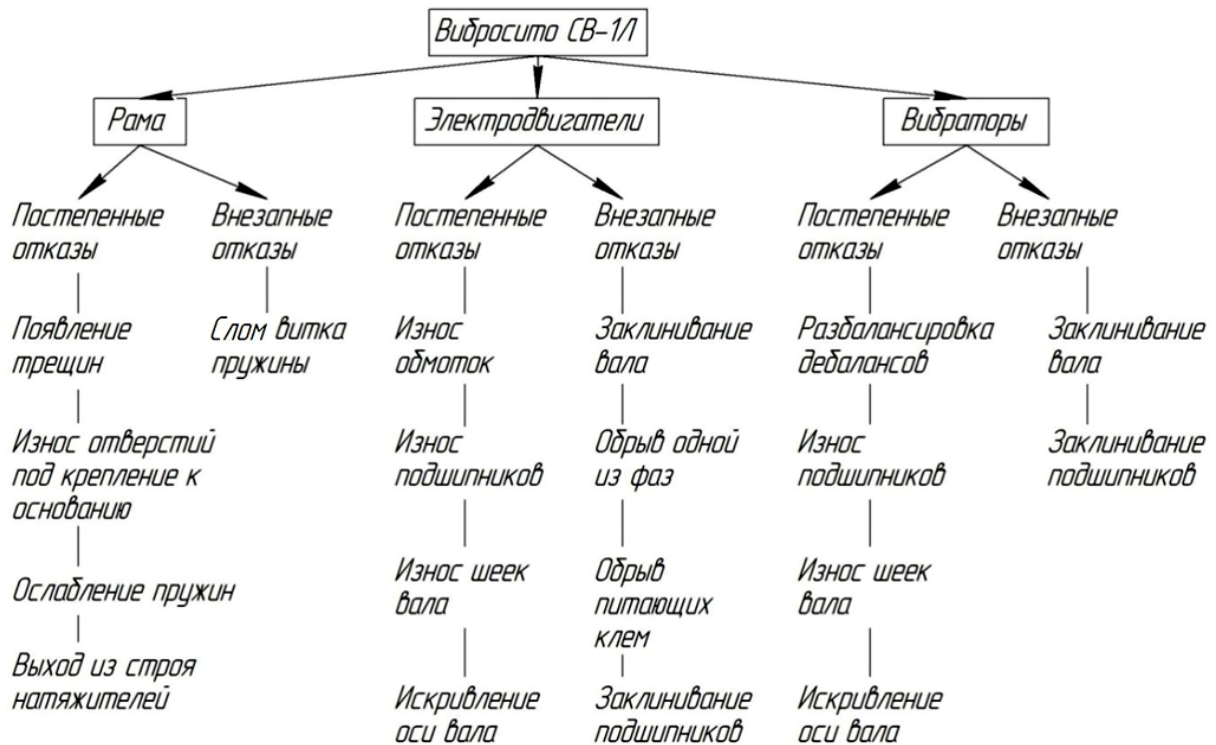 Вибросито СВ-1Л
Рама
Электродвигатели
Вибраторы
Постепенные
отказы
Внезапные
отказы
Постепенные
отказы
Внезапные
отказы
Постепенные
отказы
Внезапные
отказы
Появление
трещин
Слом витка
пружины
Износ
обмоток
Заклинивание
вала
Разбалансировка
дебалансов
Заклинивание
вала
Износ отверстий
под крепление к
основанию
Износ
подшипников
Обрыв одной
из фаз
Износ
подшипников
Заклинивание
подшипников
Ослабление пружин
Износ шеек
вала
Обрыв
питающих
клем
Износ шеек
вала
Выход из строя
натяжителей
Искривление
оси вала
Заклинивание
подшипников
Искривление
оси вала